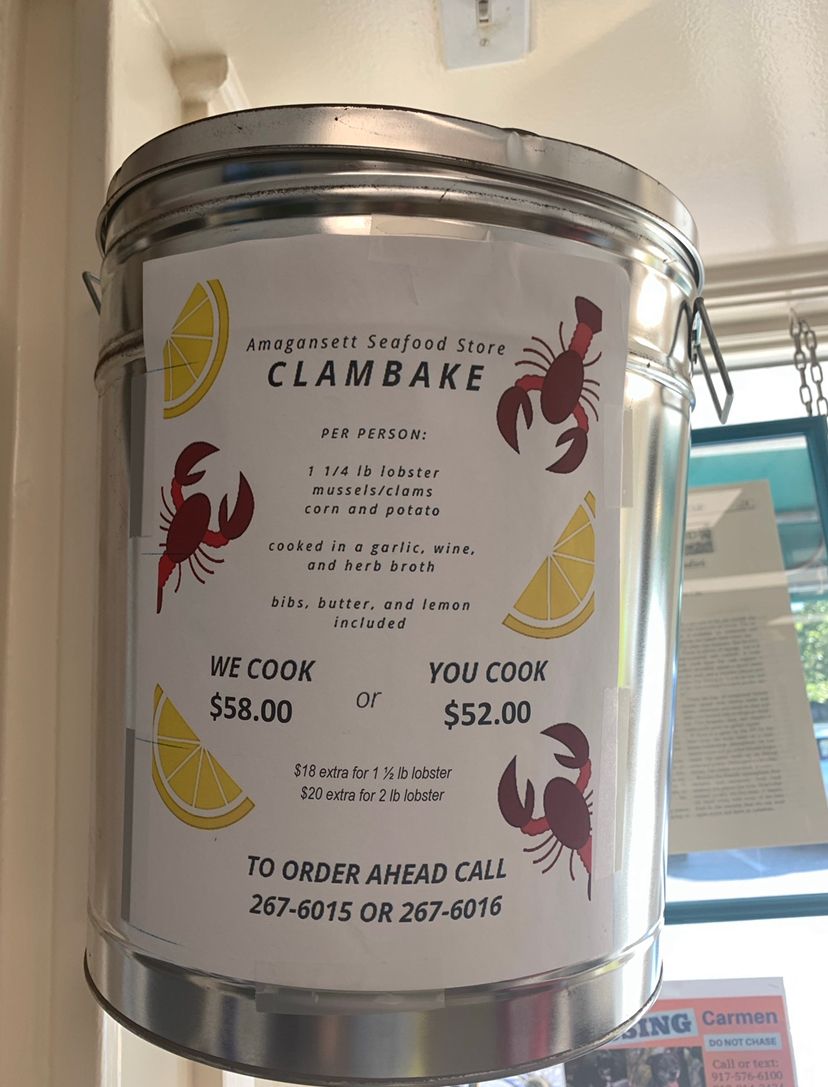 Amagansett Seafood Store
CLAMBAKE
PER PERSON:
1 1/4 lb lobster
mussels/clams
corn and potato
cooked in a garlic, wine,
and herb broth
bibs, butter, and lemon
included
WE COOK
$58.00
or
YOU COOK
$52.00
$18 extra for 1 ½ lb lobster
$20 extra for 2 lb lobster
TO ORDER AHEAD CALL
267-6015 OR 267-6016
SING Carmen
DO NOT CHASE
Call or text:
917-576-6100